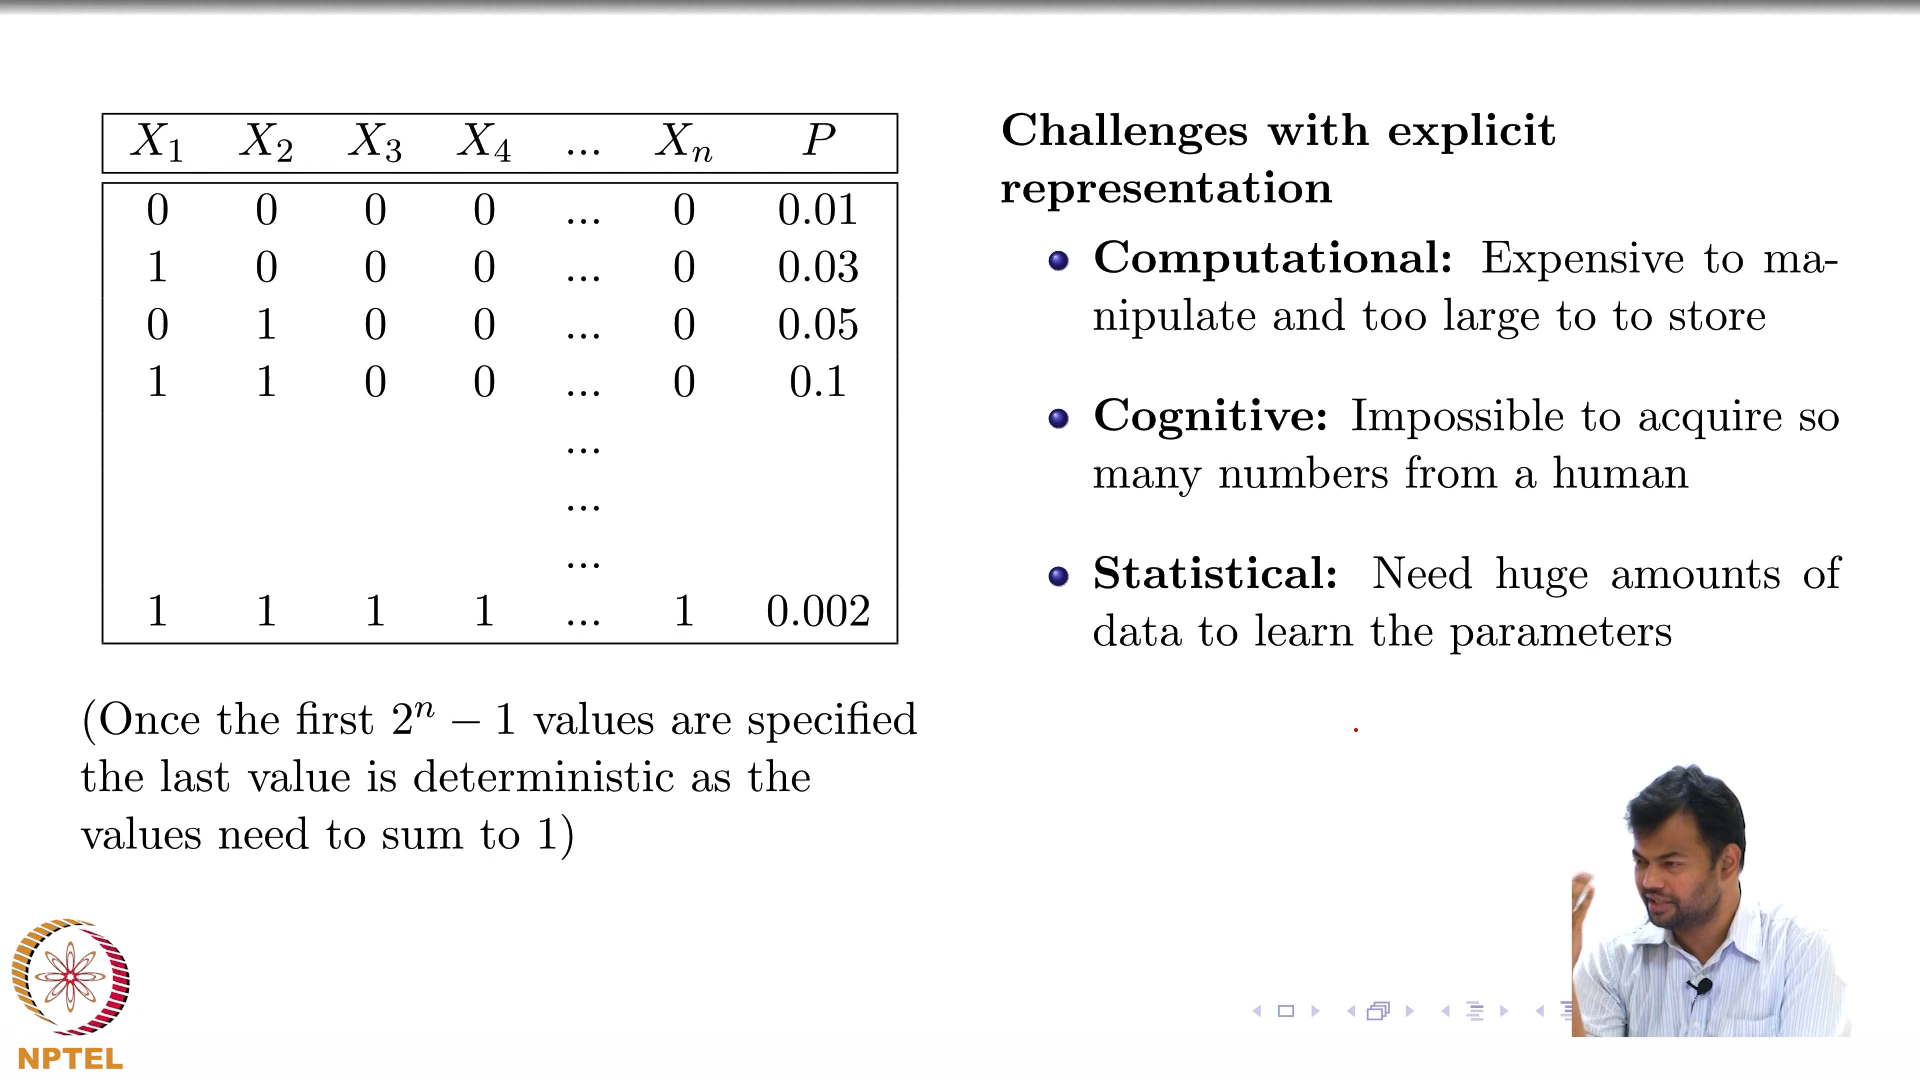 X₁ X₂ X₃ X₄ ... Xₙ P
0 0 0 0 ... 0 0.01
1 0 0 0 ... 0 0.03
0 1 0 0 ... 0 0.05
1 1 0 0 ... 0 0.1
...
...
...
1 1 1 1 ... 1 0.002
(Once the first 2ⁿ − 1 values are specified
the last value is deterministic as the
values need to sum to 1)
Challenges with explicit
representation
Computational: Expensive to ma-
nipulate and too large to to store
Cognitive: Impossible to acquire so
many numbers from a human
Statistical: Need huge amounts of
data to learn the parameters
NPTEL